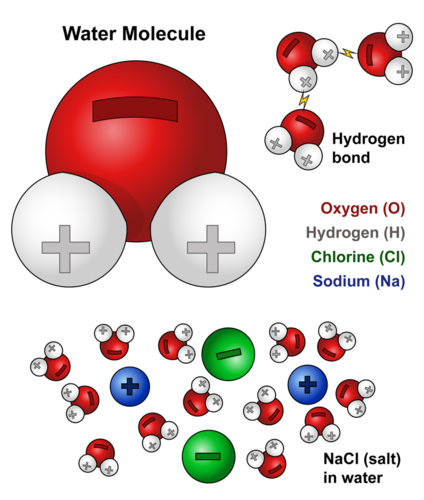 Water Molecule
Hydrogen
bond
Oxygen (O)
Hydrogen (H)
Chlorine (Cl)
Sodium (Na)
NaCl (salt)
in water